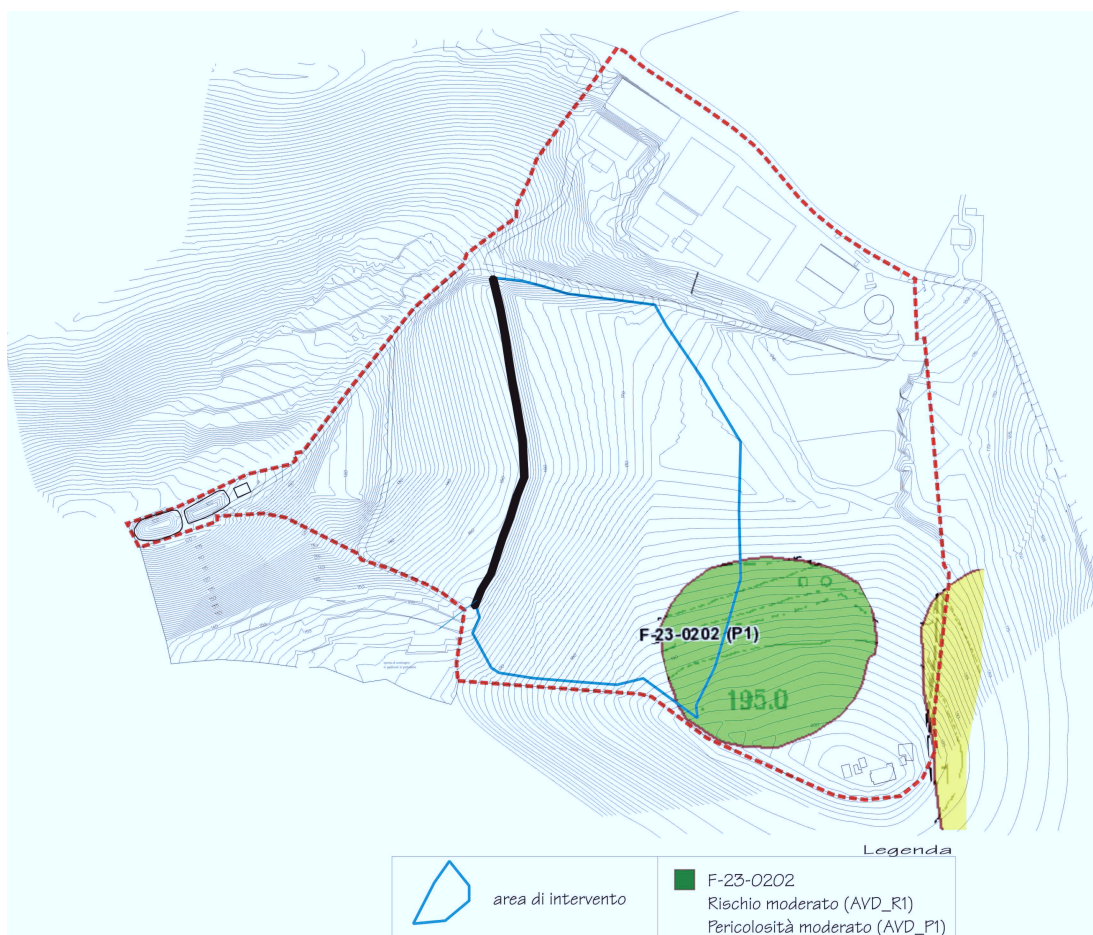 F-23-0202 (P1)
195.0
Legenda
area di intervento
F-23-0202
Rischio moderato (AVD_R1)
Pericolosità moderato (AVD_P1)